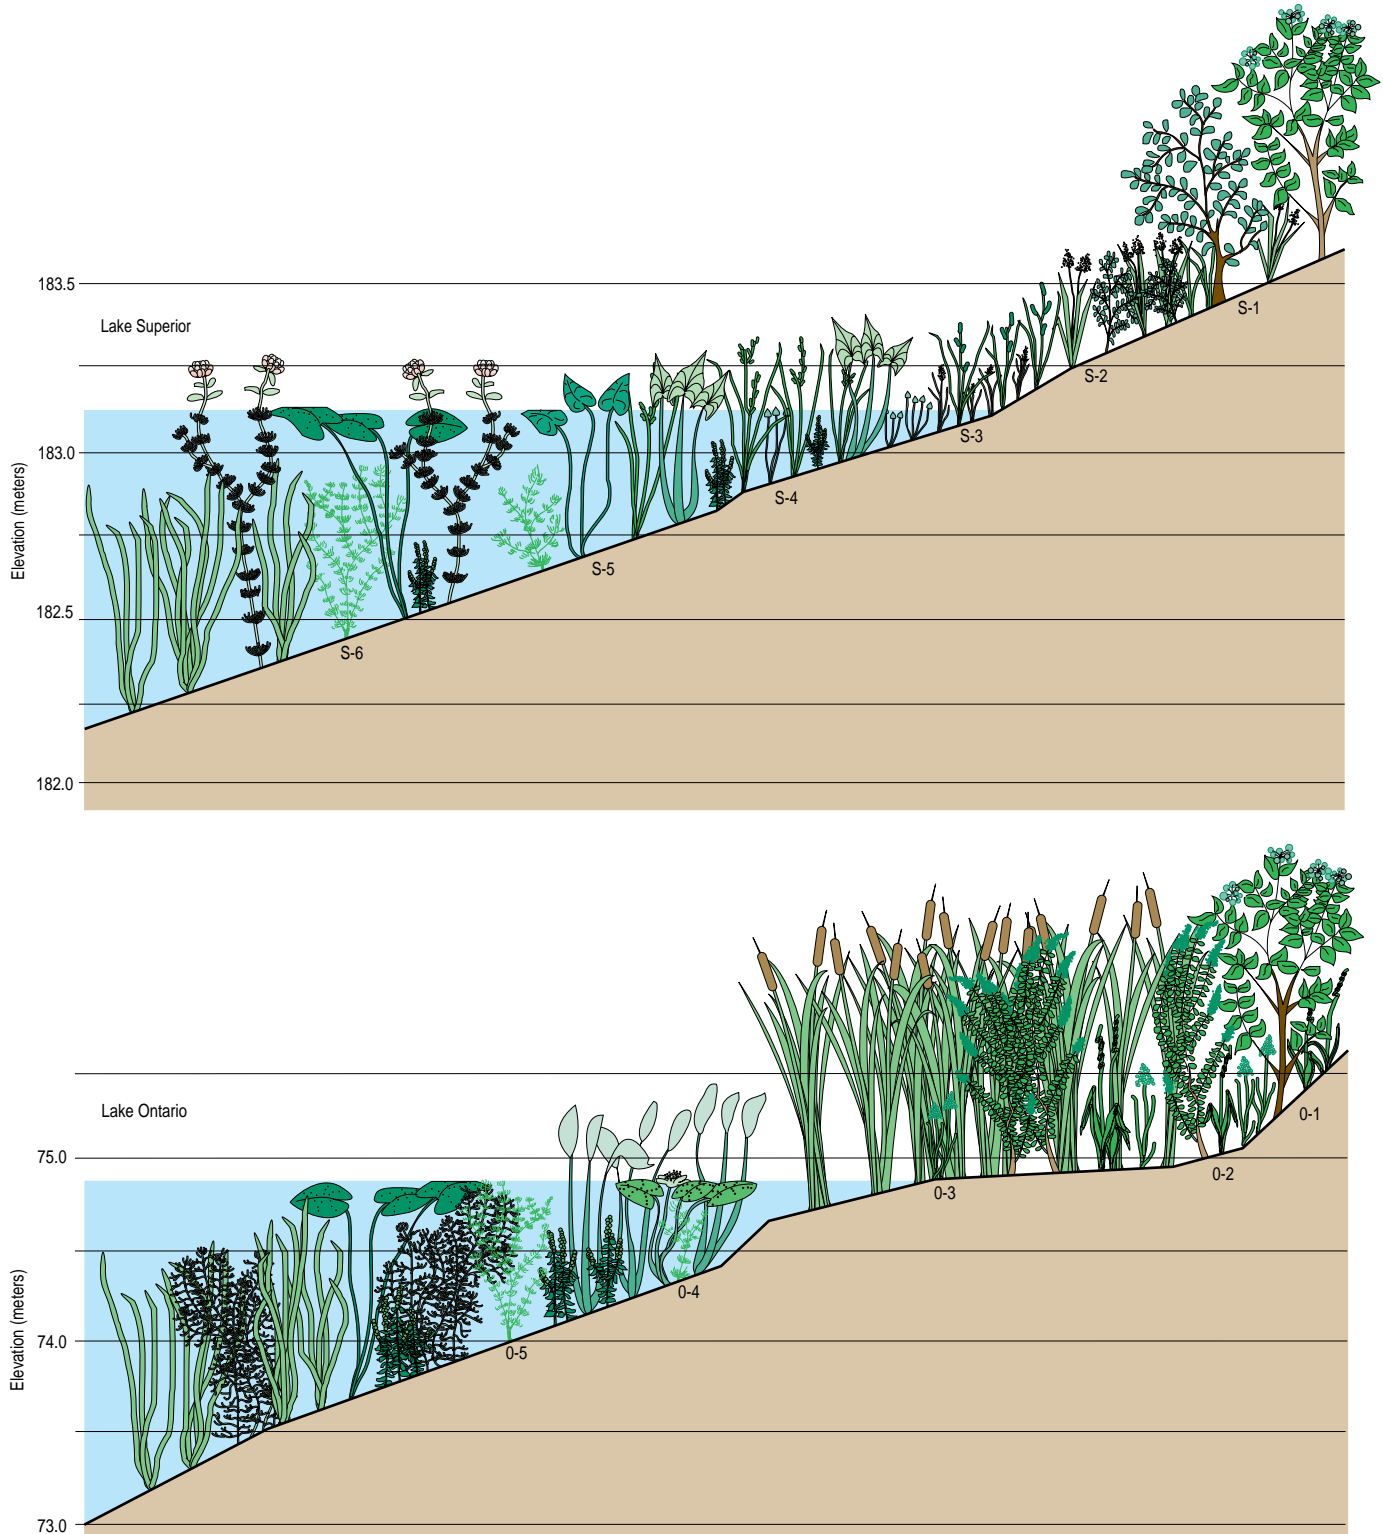 183.5
Lake Superior
S-1
S-2
S-3
183.0
S-4
Elevation (meters)
S-5
182.5
S-6
182.0
Lake Ontario
0-1
75.0
0-2
0-3
0-4
Elevation (meters)
74.0
0-5
73.0